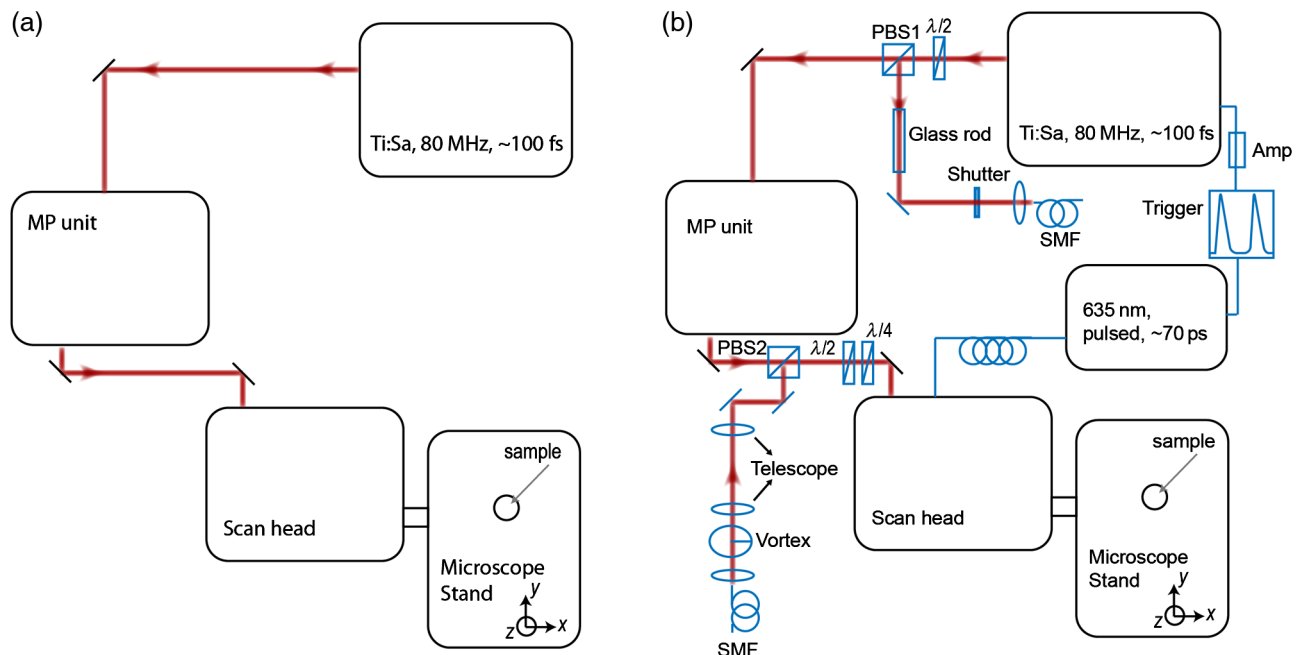 (a)
Ti:Sa, 80 MHz, ~100 fs
MP unit
Scan head
sample
Microscope
Stand
y
z
x
(b)
PBS1
λ/2
Ti:Sa, 80 MHz, ~100 fs
Glass rod
Amp
Shutter
Trigger
SMF
MP unit
635 nm,
pulsed, ~70 ps
PBS2
λ/2
λ/4
Telescope
sample
Scan head
Vortex
Microscope
Stand
y
z
x
SMF